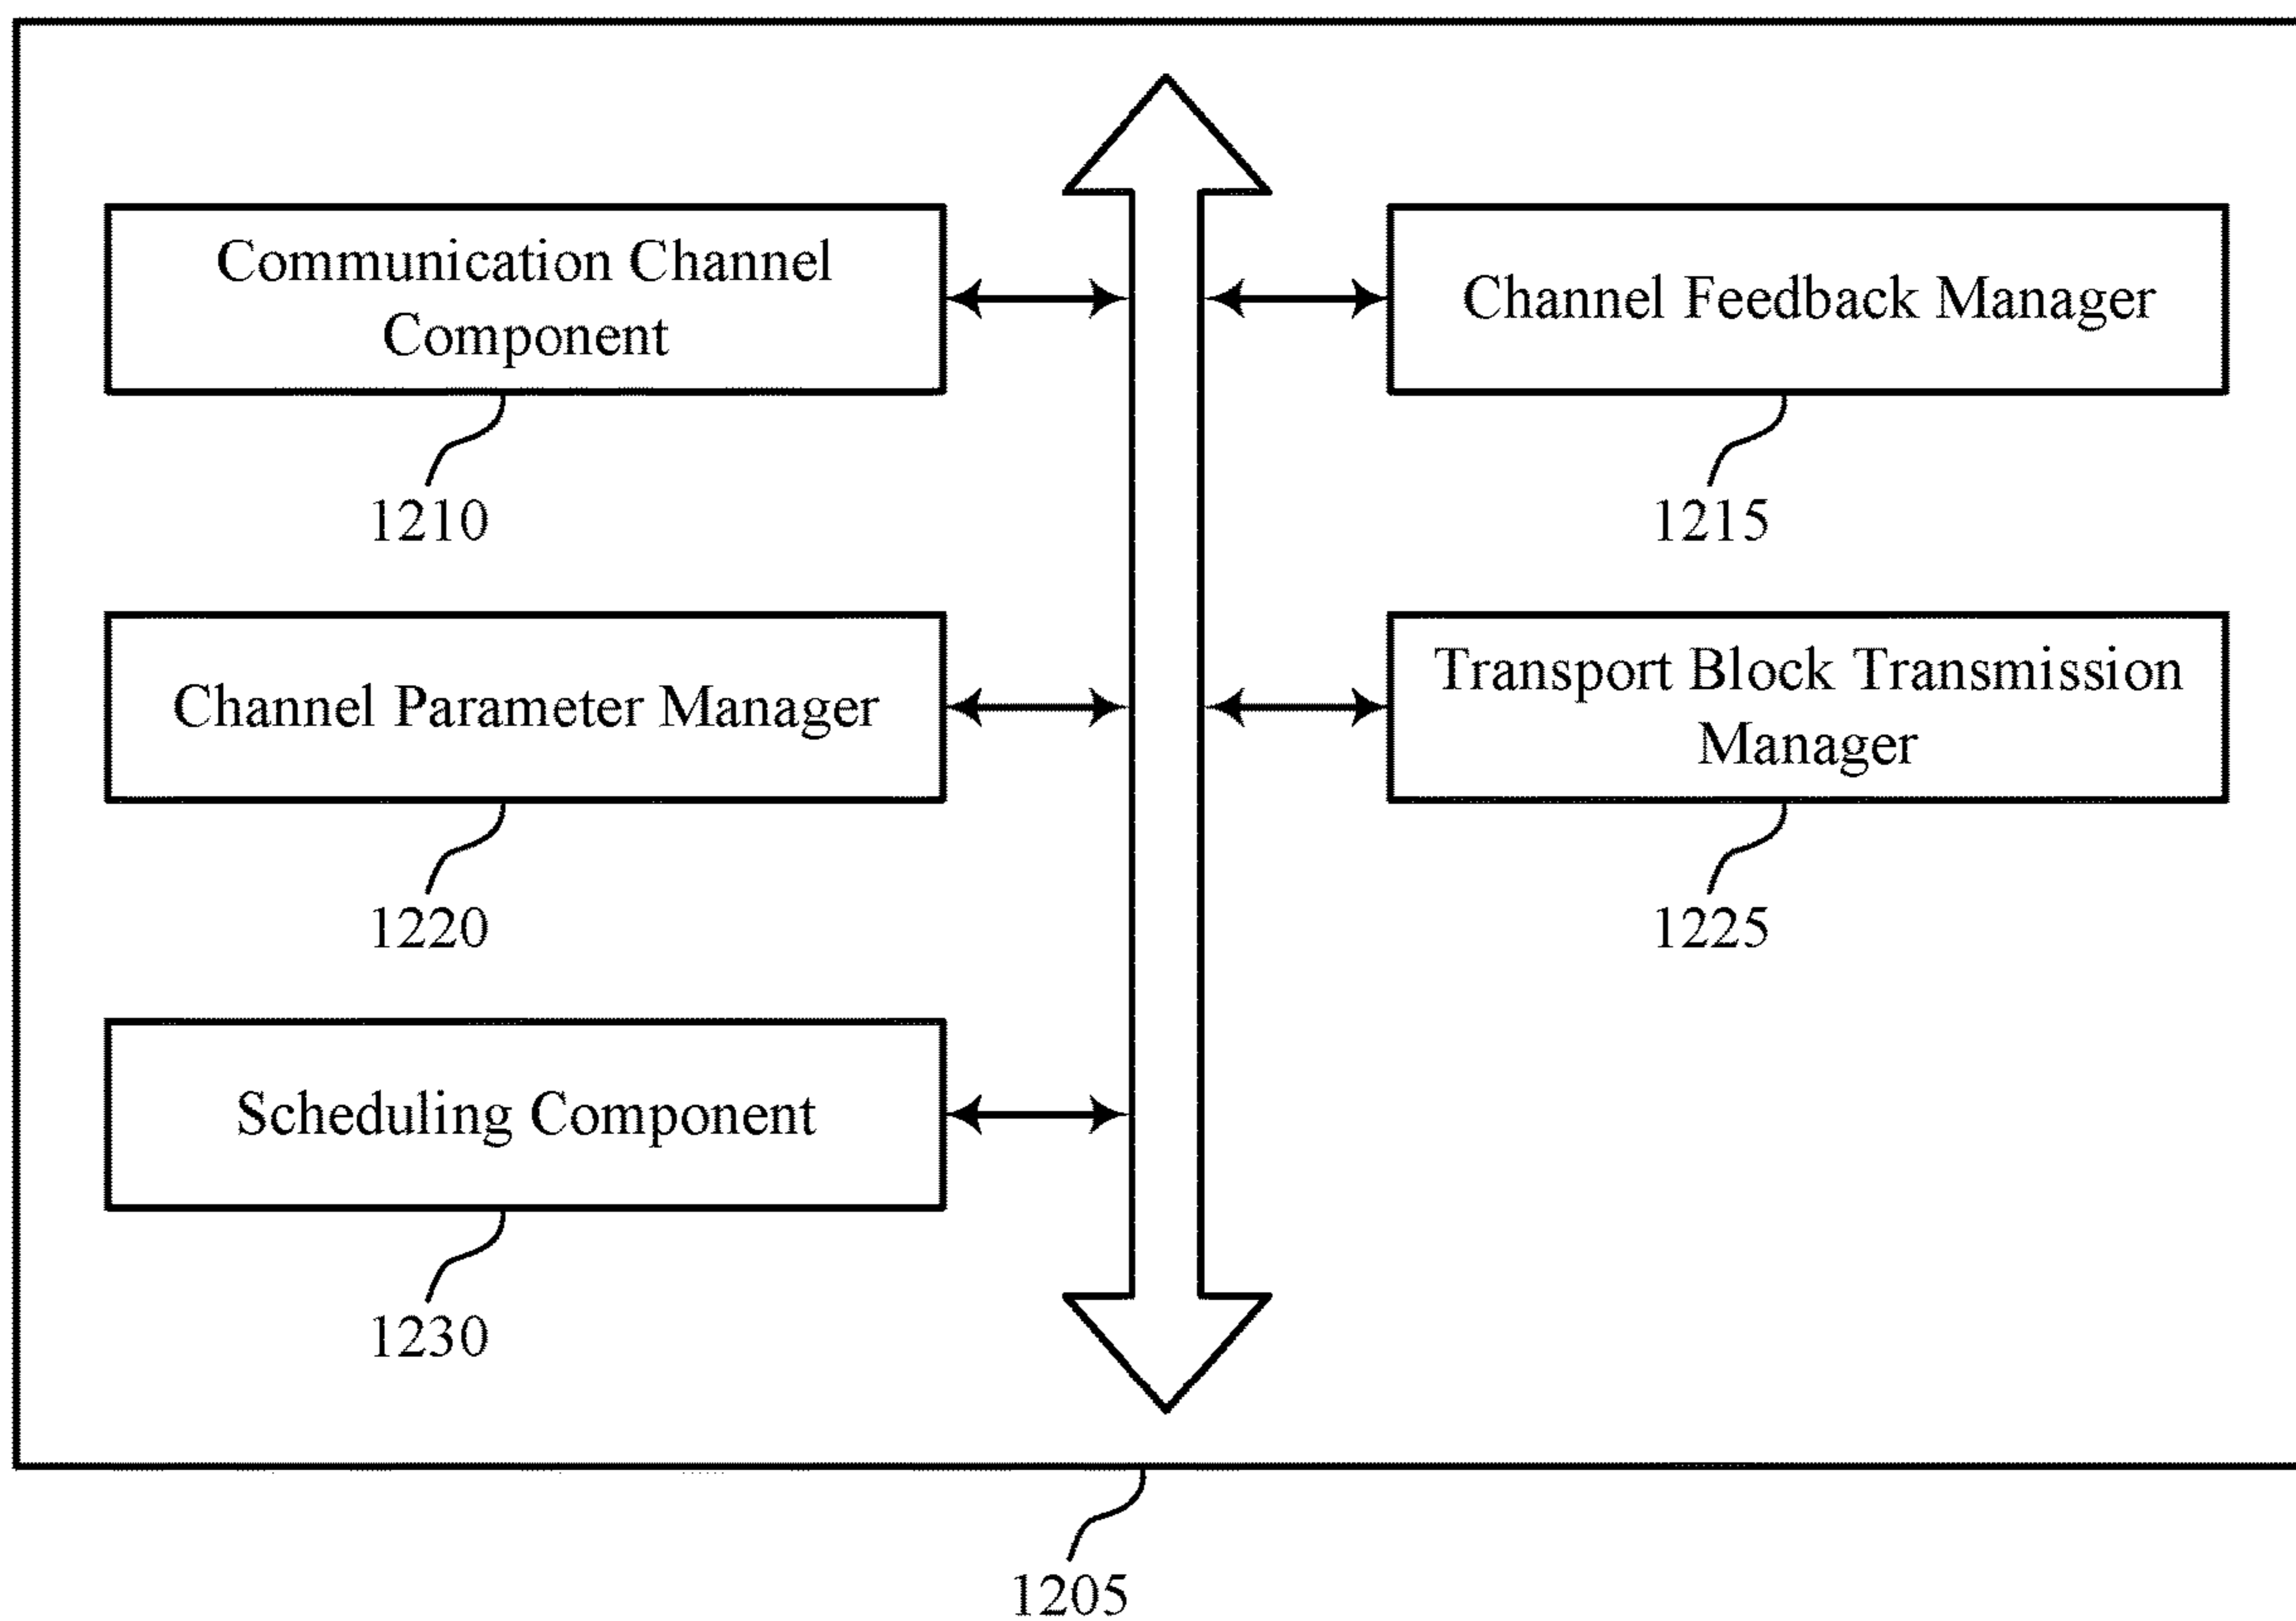 Communication Channel
Component
1210
Channel Feedback Manager
1215
Channel Parameter Manager
1220
Transport Block Transmission
Manager
1225
Scheduling Component
1230
1205